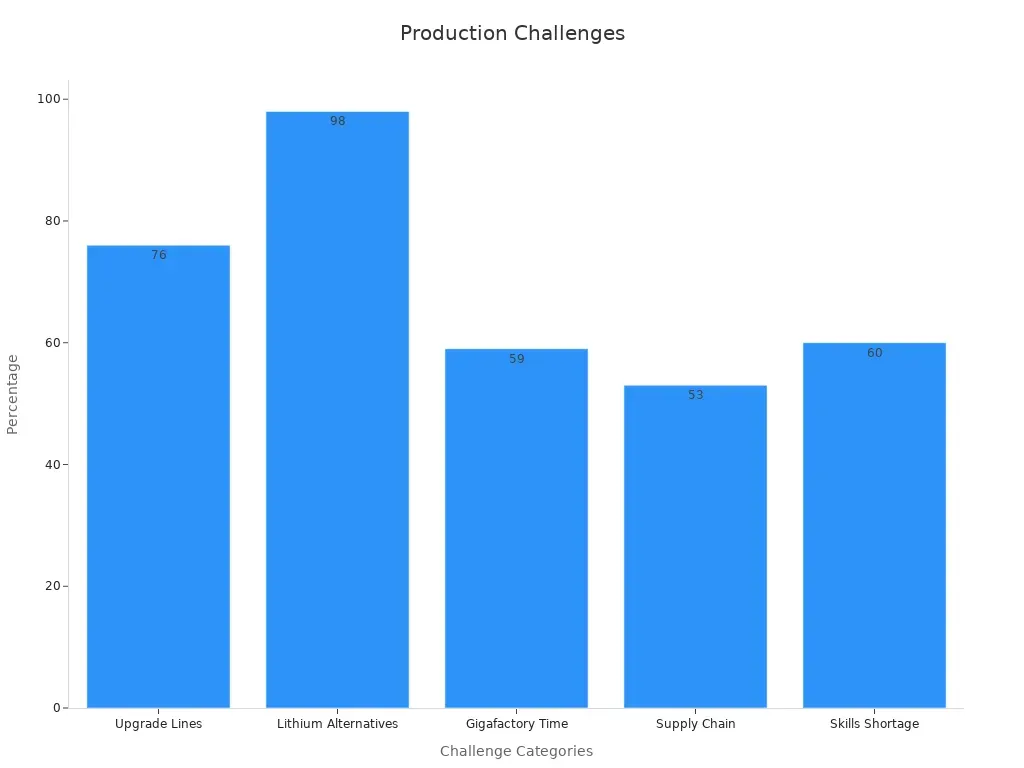 Production Challenges
100
80
60
40
20
0
Percentage
76
98
59
53
60
Upgrade Lines
Lithium Alternatives
Gigafactory Time
Supply Chain
Skills Shortage
Challenge Categories